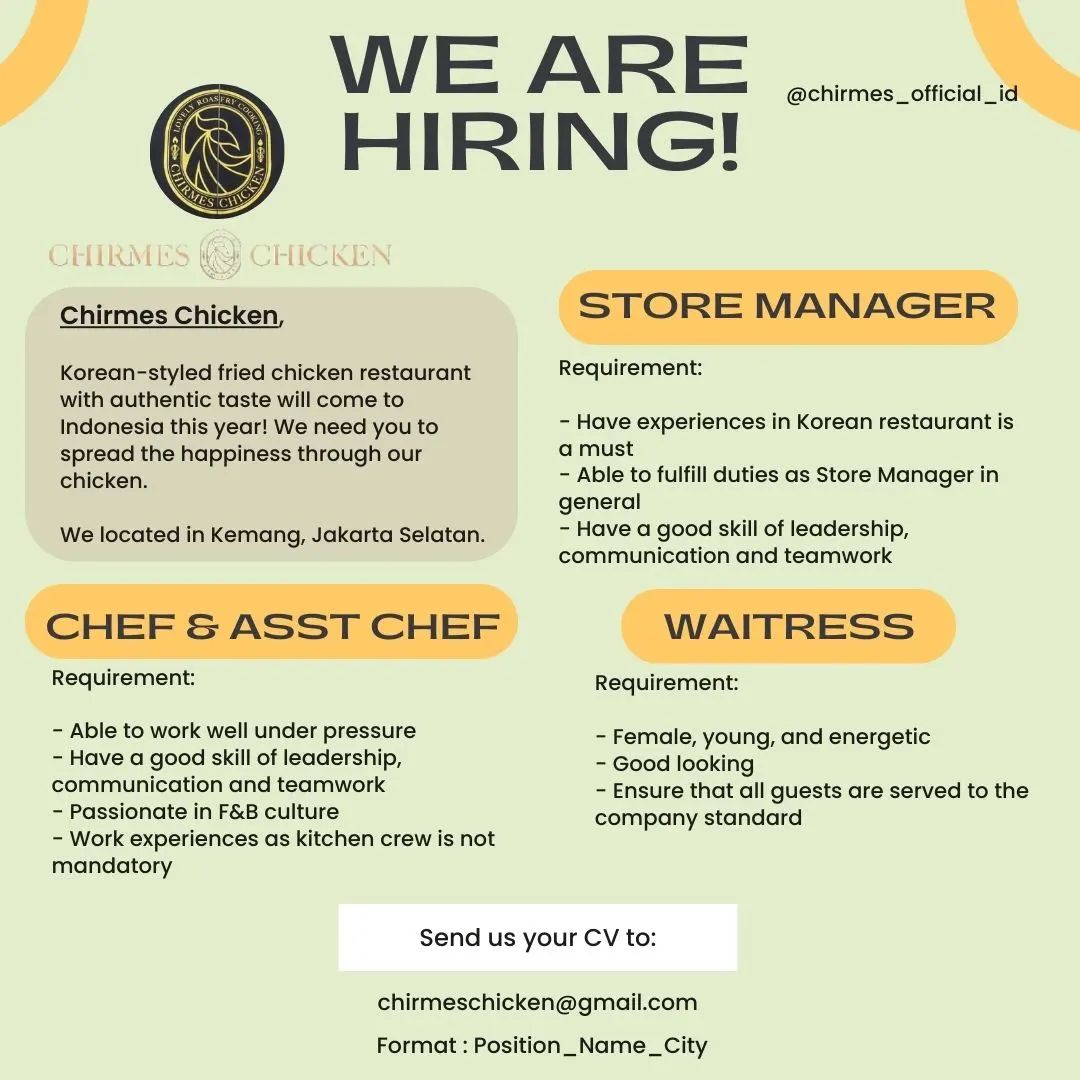 WE ARE
HIRING!
@chirmes_official_id
LOVELY ROASTFRY COOKING
CHIRMES CHICKEN
CHIRMES CHICKEN
Chirmes Chicken,
Korean-styled fried chicken restaurant
with authentic taste will come to
Indonesia this year! We need you to
spread the happiness through our
chicken.
We located in Kemang, Jakarta Selatan.
STORE MANAGER
Requirement:
- Have experiences in Korean restaurant is
a must
- Able to fulfill duties as Store Manager in
general
- Have a good skill of leadership,
communication and teamwork
CHEF & ASST CHEF
Requirement:
- Able to work well under pressure
- Have a good skill of leadership,
communication and teamwork
- Passionate in F&B culture
- Work experiences as kitchen crew is not
mandatory
WAITRESS
Requirement:
- Female, young, and energetic
- Good looking
- Ensure that all guests are served to the
company standard
Send us your CV to:
chirmeschicken@gmail.com
Format : Position_Name_City